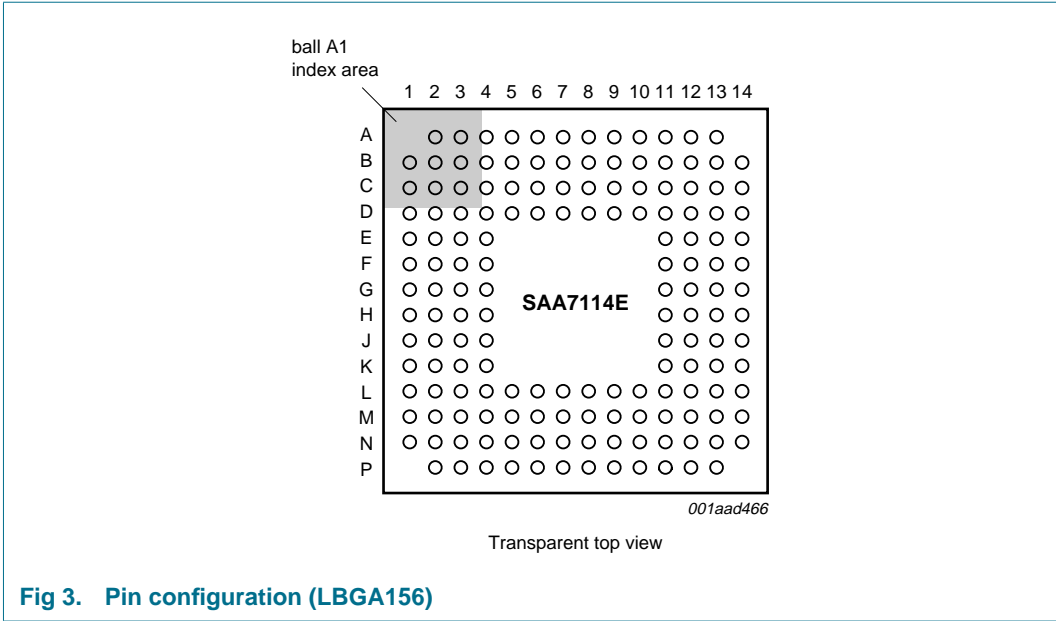 ball A1
index area
1 2 3 4 5 6 7 8 9 10 11 12 13 14
A
B
C
D
E
F
G
H
J
K
L
M
N
P
SAA7114E
001aad466
Transparent top view
Fig 3. Pin configuration (LBGA156)